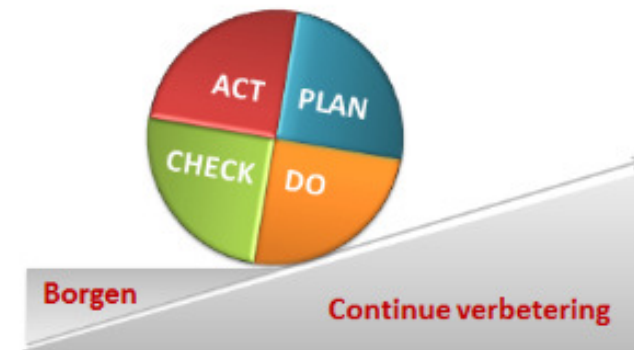 ACT
PLAN
CHECK
DO
Borgen
Continue verbetering